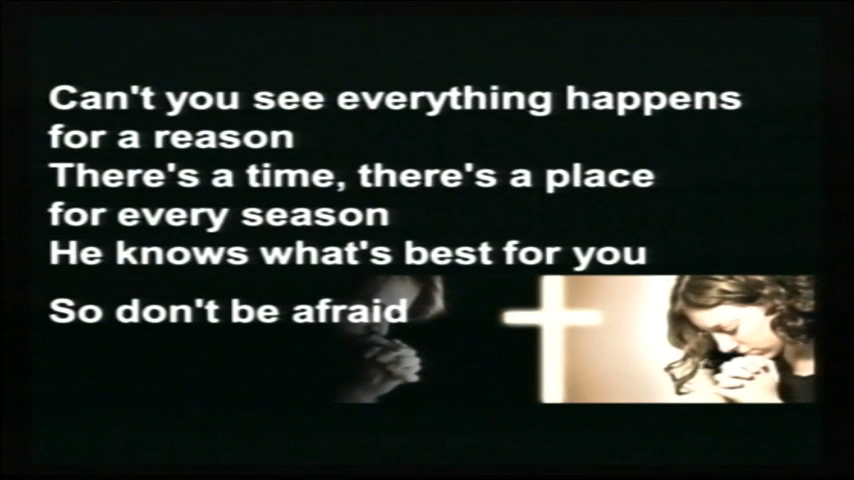 Can't you see everything happens
for a reason
There's a time, there's a place
for every season
He knows what's best for you
So don't be afraid